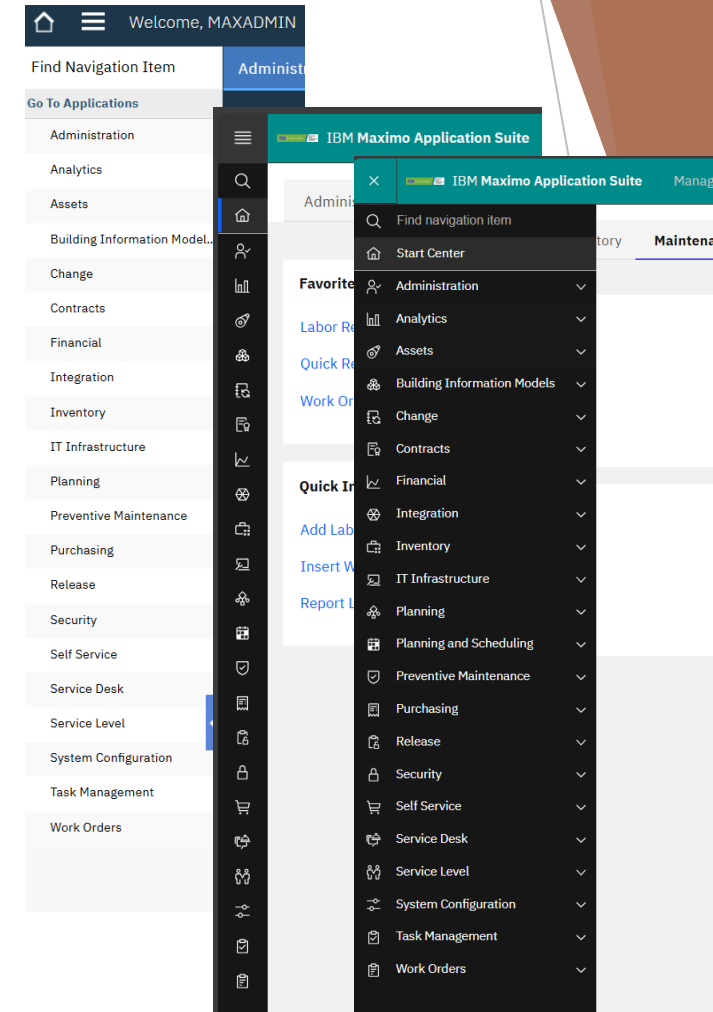 Welcome, MAXADMIN
Find Navigation Item
Administ
Go To Applications
Administration
Analytics
Assets
Building Information Model..
Change
Contracts
Financial
Integration
Inventory
IT Infrastructure
Planning
Preventive Maintenance
Purchasing
Release
Security
Self Service
Service Desk
Service Level
System Configuration
Task Management
Work Orders
IBM Maximo Application Suite
Adminis
Favorite
Labor Re
Quick Re
Work Or
Quick In
Add Lab
Insert W
Report L
IBM Maximo Application Suite
Manag
Find navigation item
tory
Maintena
Start Center
Administration
Analytics
Assets
Building Information Models
Change
Contracts
Financial
Integration
Inventory
IT Infrastructure
Planning
Planning and Scheduling
Preventive Maintenance
Purchasing
Release
Security
Self Service
Service Desk
Service Level
System Configuration
Task Management
Work Orders